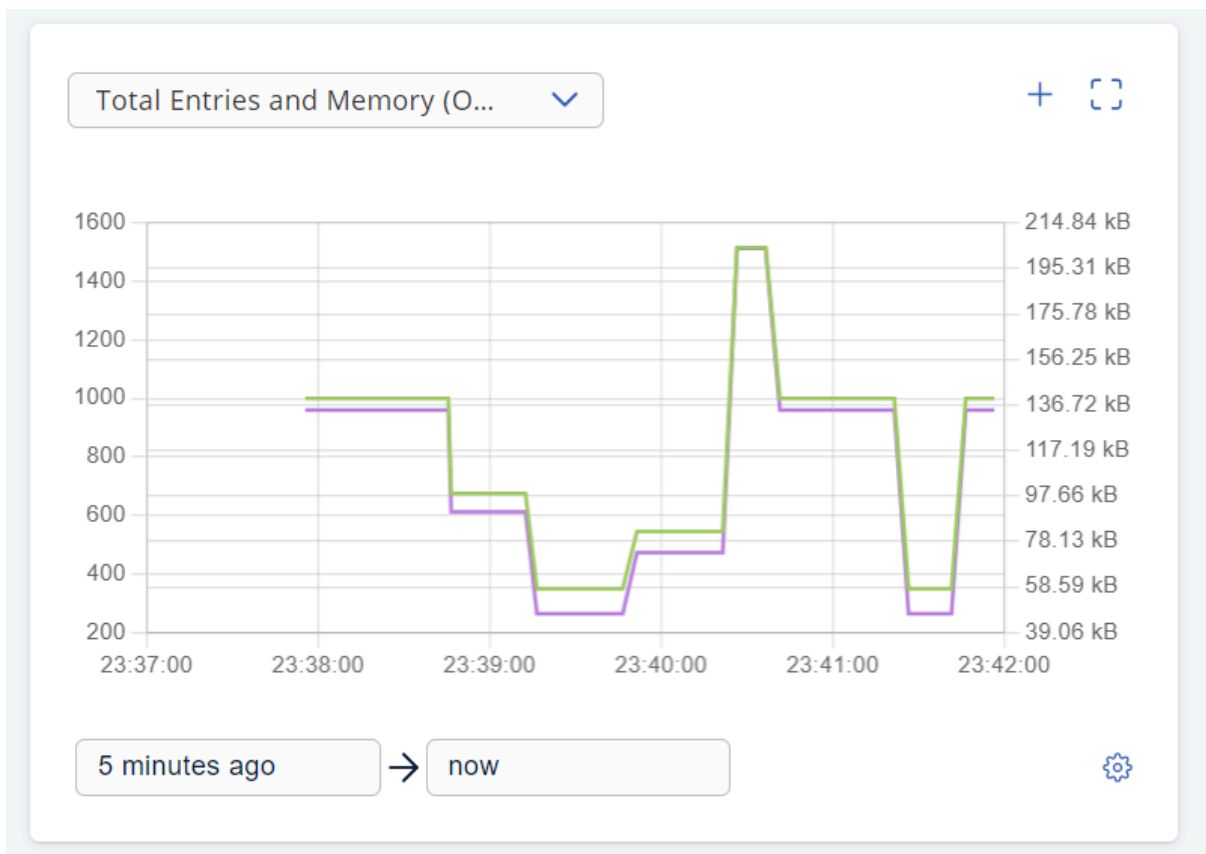 Total Entries and Memory (O...
1600
1400
1200
1000
800
600
400
200
214.84 kB
195.31 kB
175.78 kB
156.25 kB
136.72 kB
117.19 kB
97.66 kB
78.13 kB
58.59 kB
39.06 kB
23:37:00 23:38:00 23:39:00 23:40:00 23:41:00 23:42:00
5 minutes ago → now